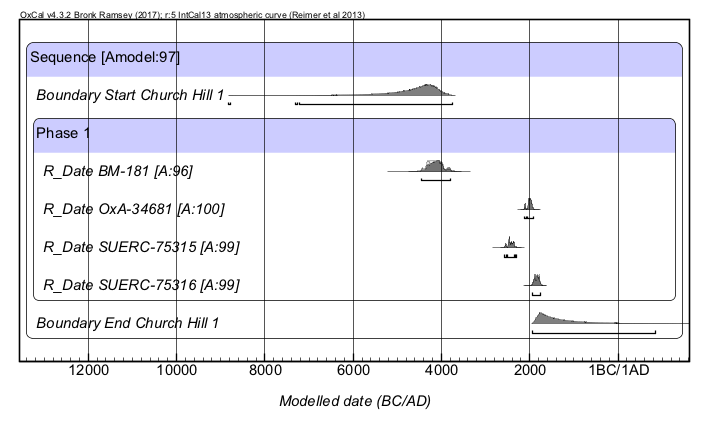 OxCal v4.3.2 Bronk Ramsey (2017); r:5 IntCal13 atmospheric curve (Reimer et al 2013)
Sequence [Amodel:97]
Boundary Start Church Hill 1
Phase 1
R_Date BM-181 [A:96]
R_Date OxA-34681 [A:100]
R_Date SUERC-75315 [A:99]
R_Date SUERC-75316 [A:99]
Boundary End Church Hill 1
12000 10000 8000 6000 4000 2000 1BC/1AD
Modelled date (BC/AD)